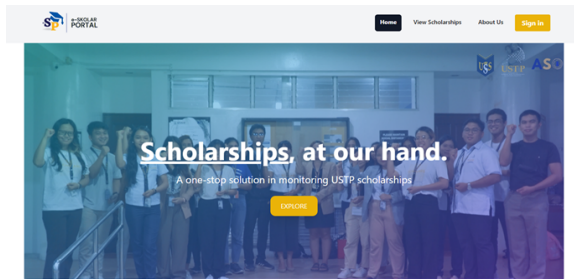 SP
e-SKOLAR
PORTAL
Home
View Scholarships
About Us
Sign in
USTP
ASO
Scholarships, at our hand.
A one-stop solution in monitoring USTP scholarships
EXPLORE